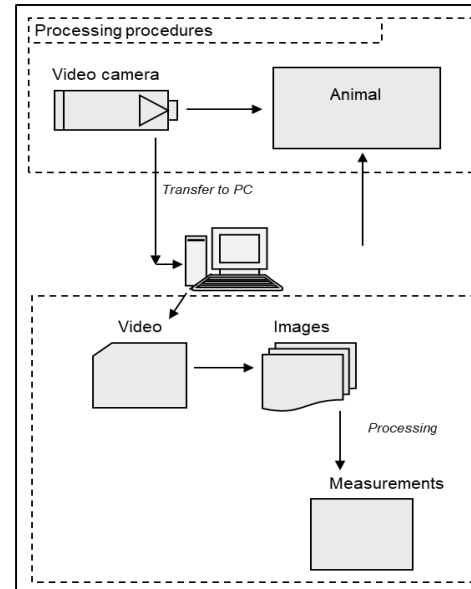 Processing procedures
Video camera
Animal
Transfer to PC
Video
Images
Processing
Measurements